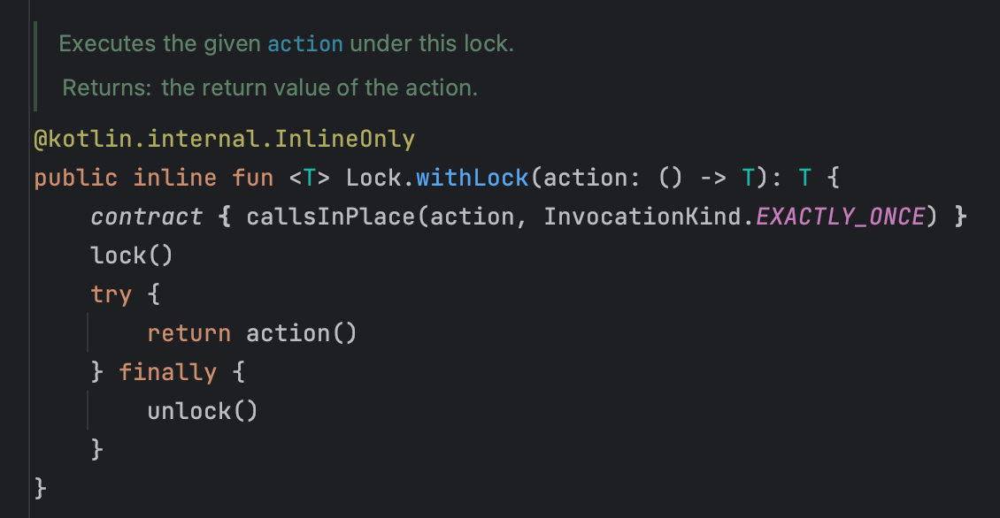 Executes the given action under this lock.
Returns: the return value of the action.
@kotlin.internal.InlineOnly
public inline fun <T> Lock.withLock(action: () -> T): T {
    contract { callsInPlace(action, InvocationKind.EXACTLY_ONCE) }
    lock()
    try {
        return action()
    } finally {
        unlock()
    }
}